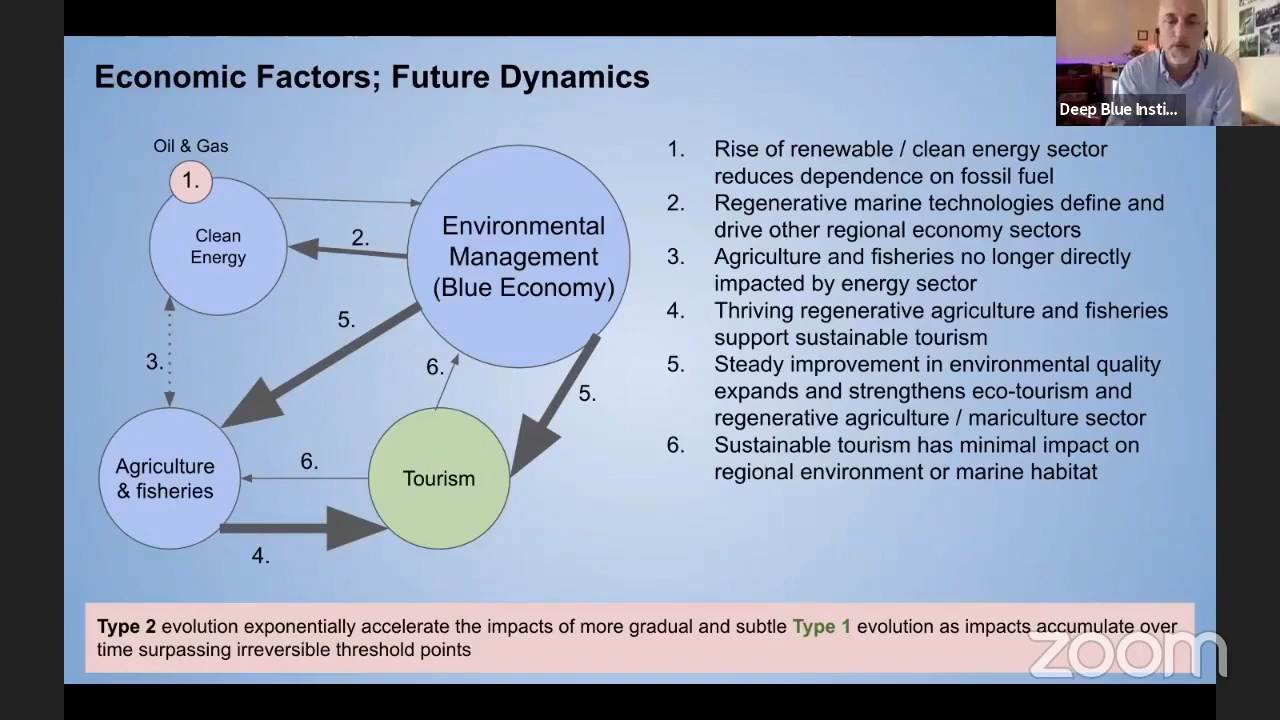 Economic Factors; Future Dynamics
Deep Blue Insti...
Oil & Gas
1.
Clean
Energy
2.
Environmental
Management
(Blue Economy)
5.
3.
6.
5.
Agriculture
& fisheries
6.
Tourism
4.
1. Rise of renewable / clean energy sector
reduces dependence on fossil fuel
2. Regenerative marine technologies define and
drive other regional economy sectors
3. Agriculture and fisheries no longer directly
impacted by energy sector
4. Thriving regenerative agriculture and fisheries
support sustainable tourism
5. Steady improvement in environmental quality
expands and strengthens eco-tourism and
regenerative agriculture / mariculture sector
6. Sustainable tourism has minimal impact on
regional environment or marine habitat
Type 2 evolution exponentially accelerate the impacts of more gradual and subtle Type 1 evolution as impacts accumulate over
time surpassing irreversible threshold points
zoom